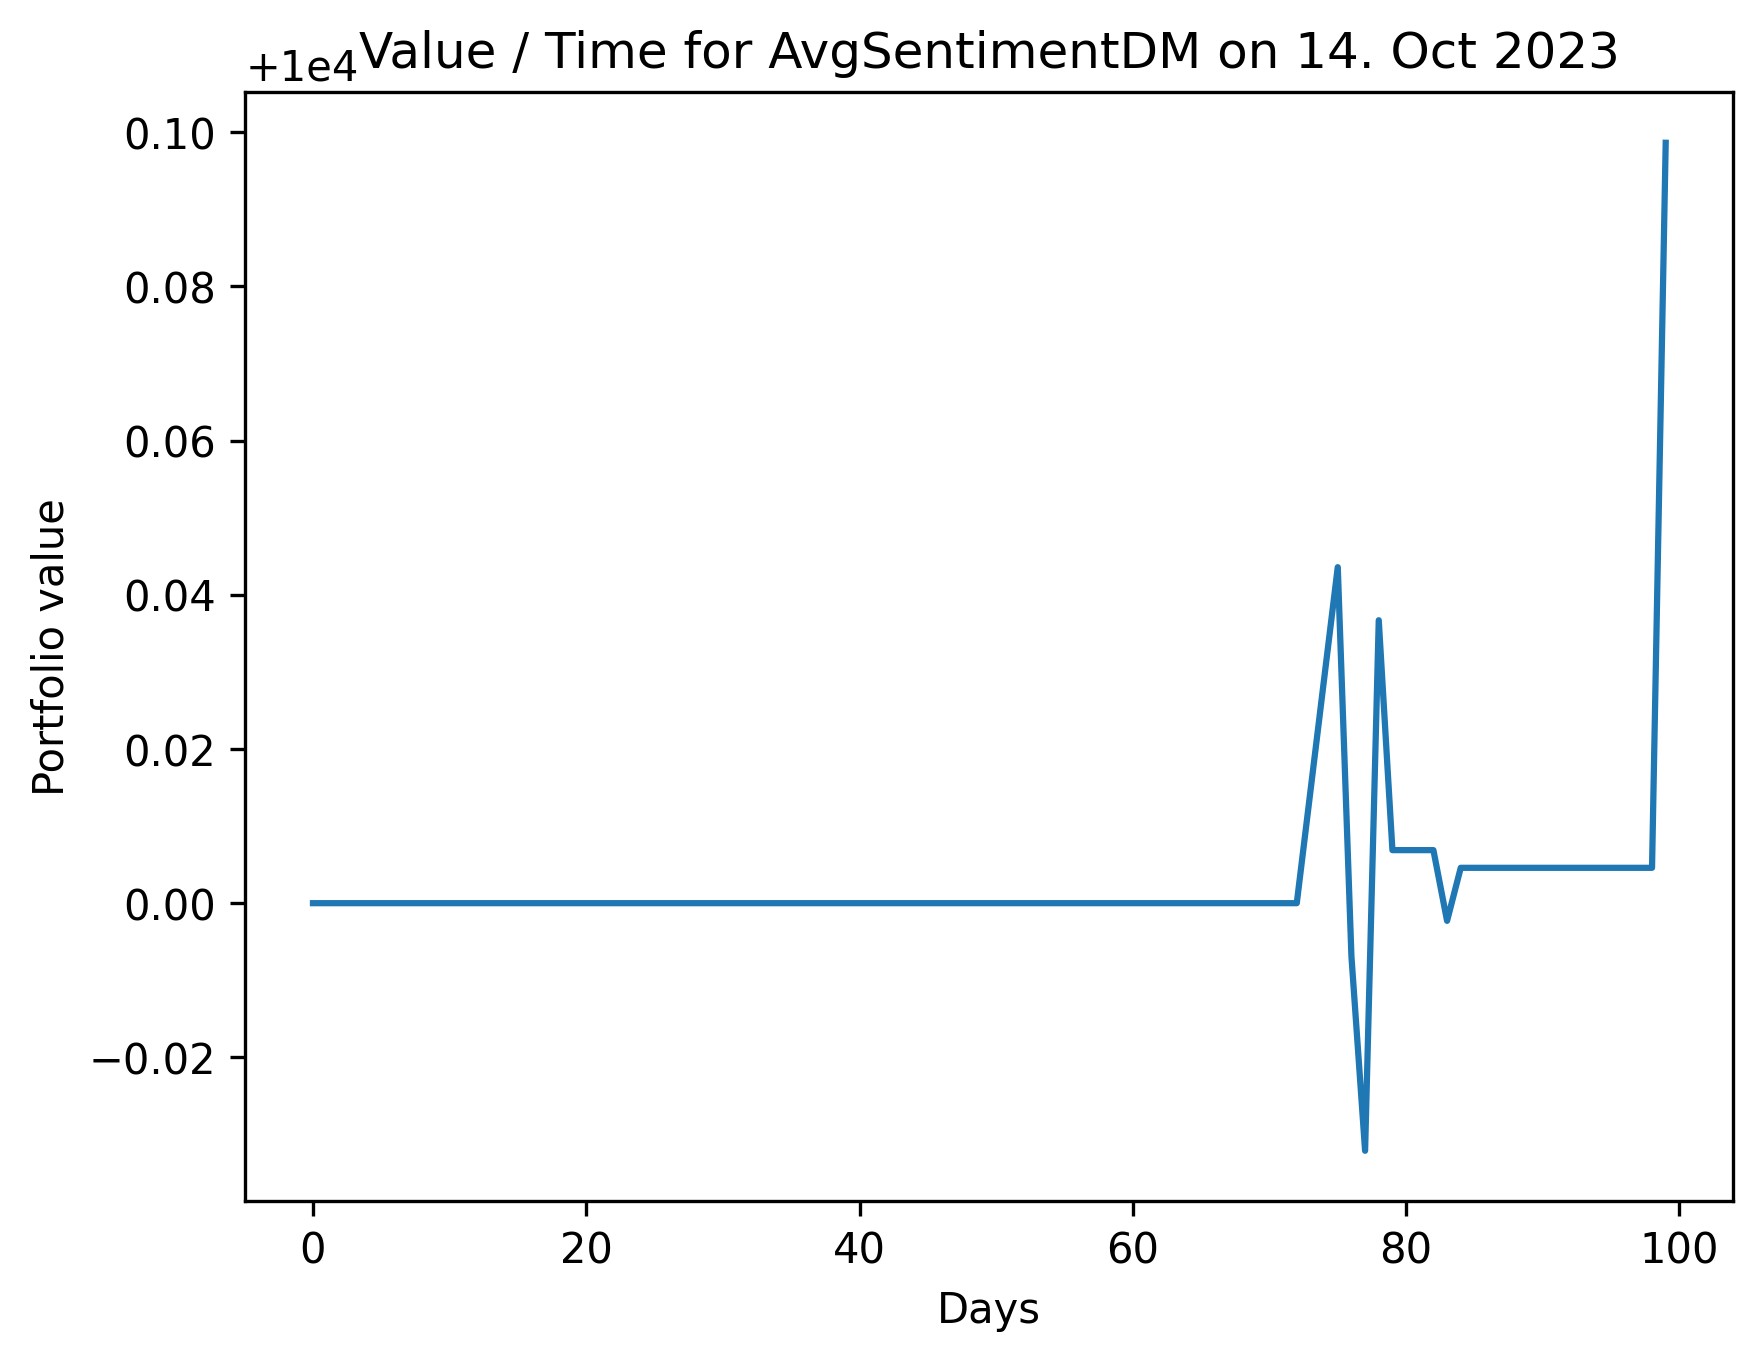 +1e4
Value / Time for AvgSentimentDM on 14. Oct 2023
0.10
0.08
0.06
0.04
0.02
0.00
−0.02
Portfolio value
0 20 40 60 80 100
Days